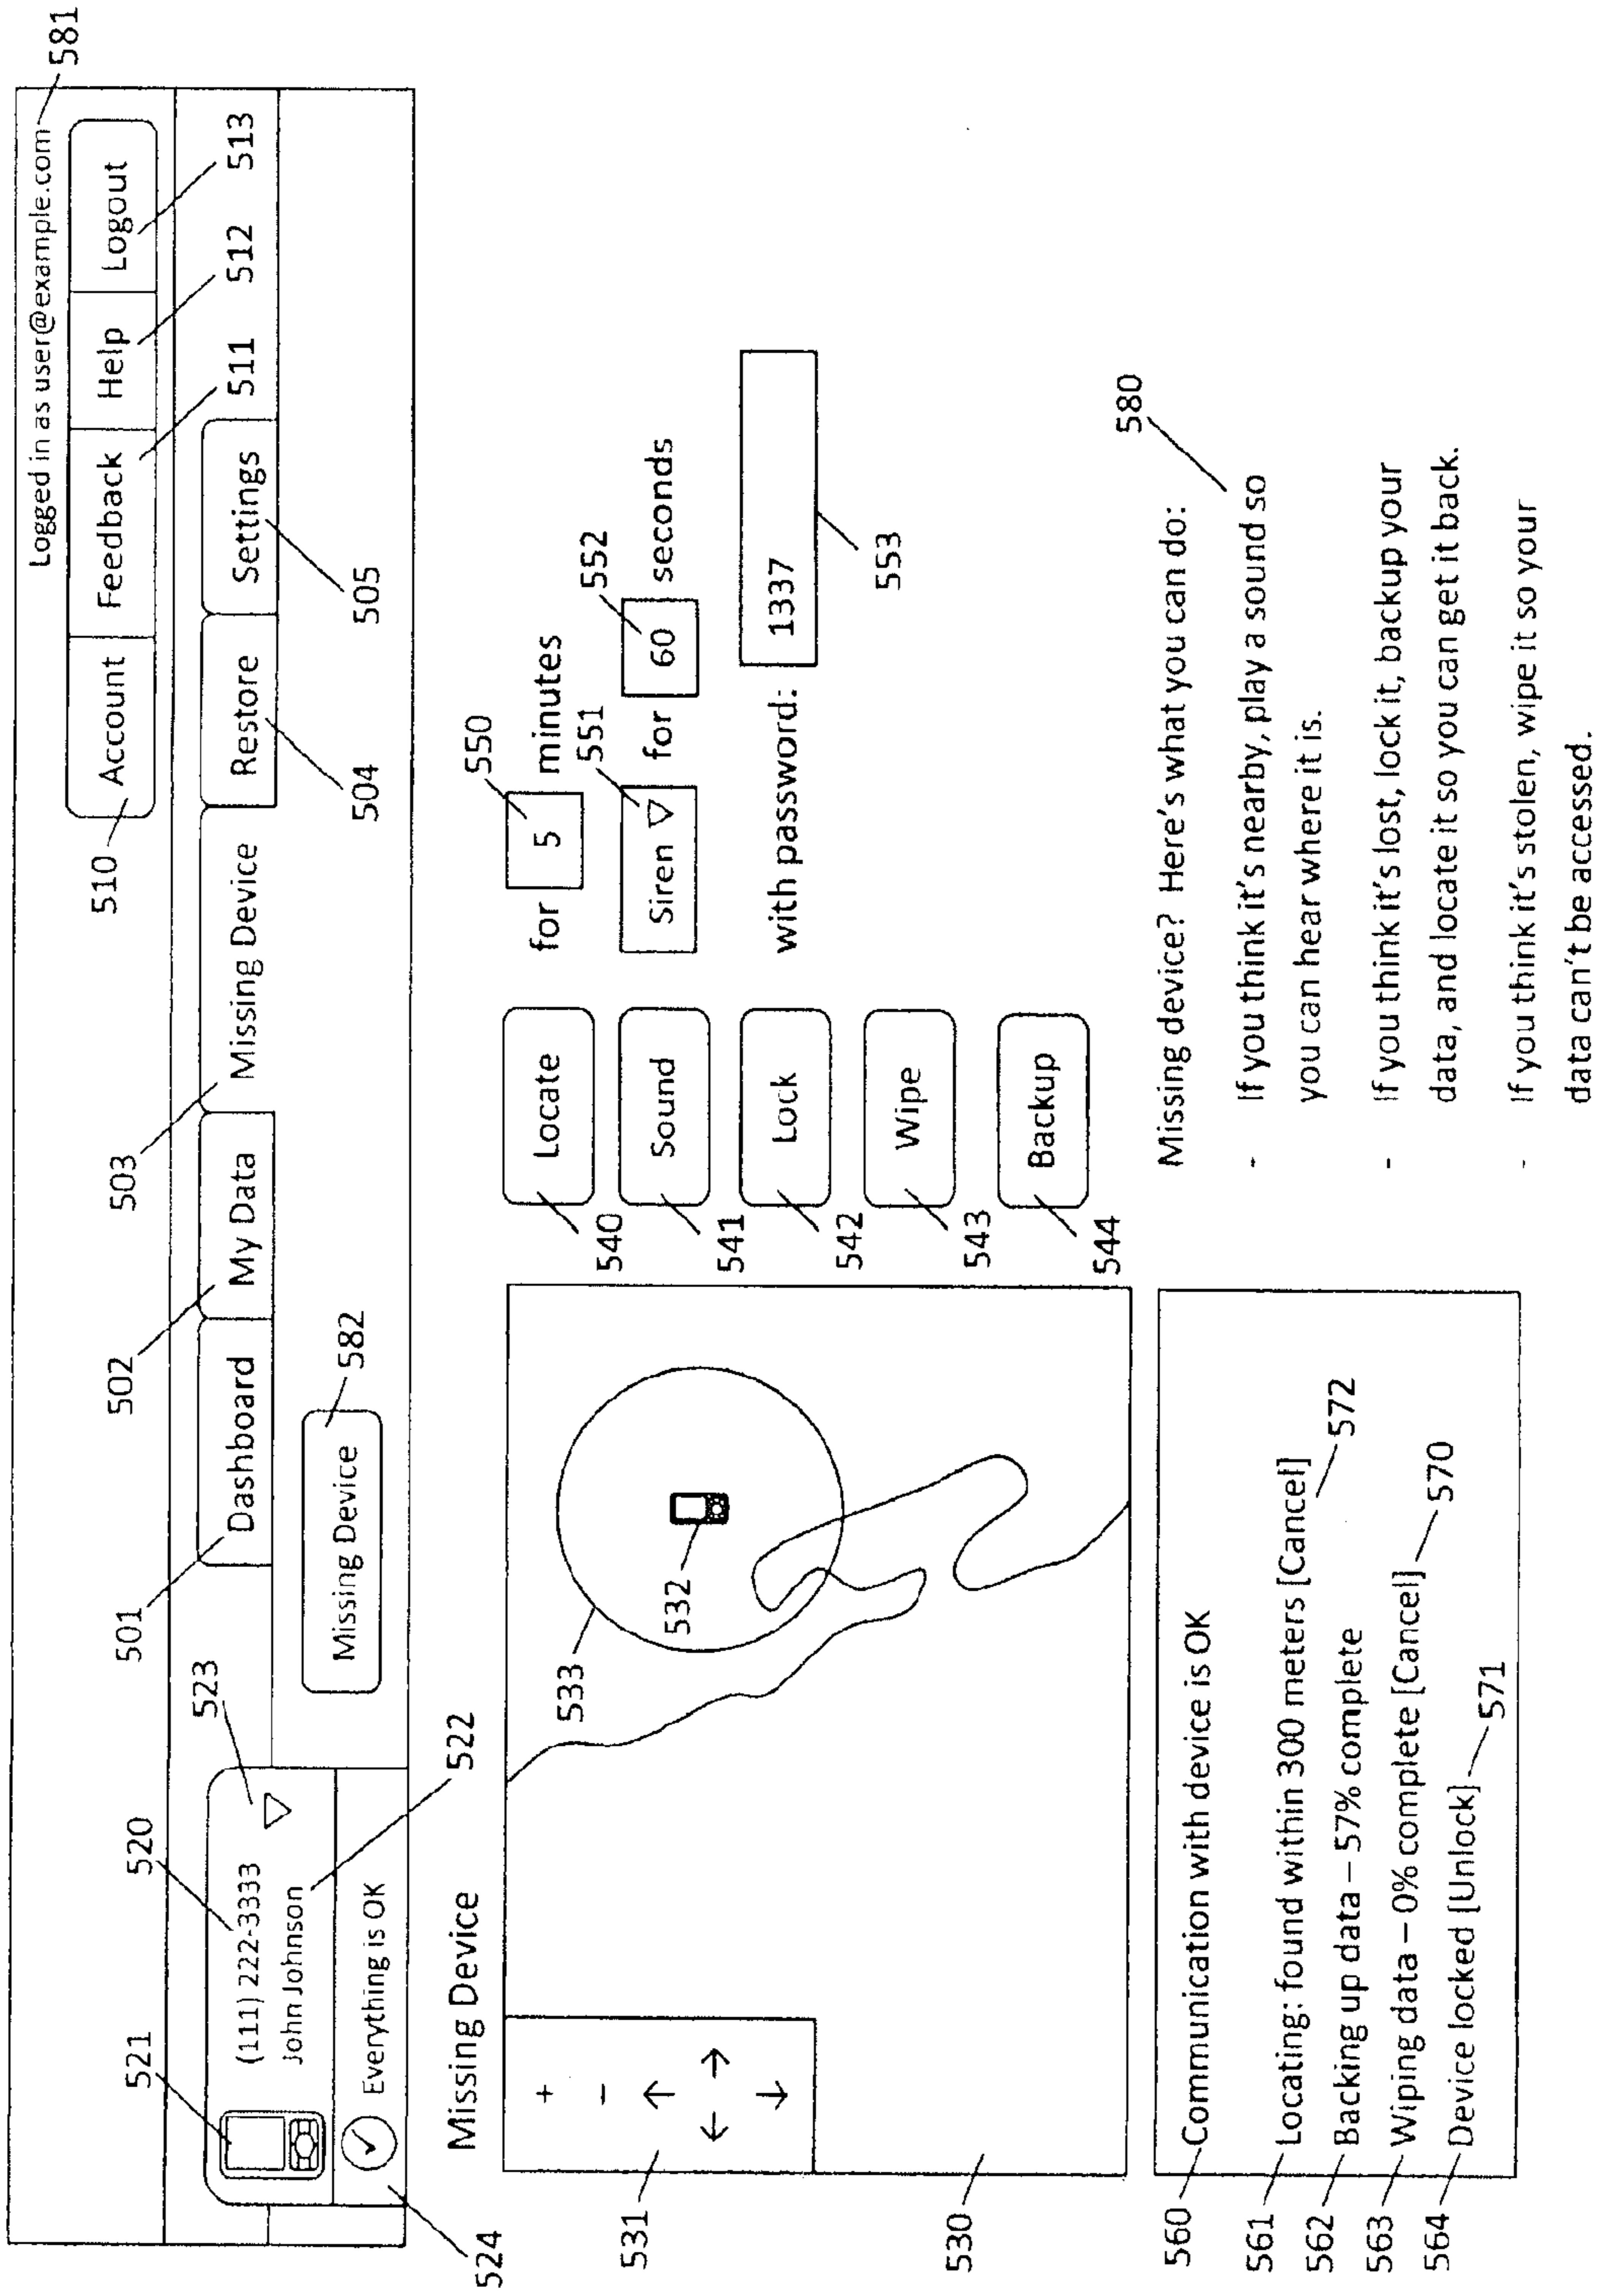 Logged in as user@example.com 581
Account Feedback Help Logout
510 511 512 513
501 502 503
Dashboard My Data Missing Device Restore Settings
504 505
521 520 523
(111) 222-3333 ▽
John Johnson
522
✓ Everything is OK
524
Missing Device 582
Missing Device
+
-
↑
← →
↓
531
530
533
532
540 Locate for 5 minutes
550
541 Sound Siren ▽ for 60 seconds
551 552
542 Lock with password: 1337
553
543 Wipe
544 Backup
560 Communication with device is OK
561 Locating: found within 300 meters [Cancel] 572
562 Backing up data – 57% complete
563 Wiping data – 0% complete [Cancel] 570
564 Device locked [Unlock] 571
580
Missing device? Here's what you can do:
- If you think it's nearby, play a sound so
you can hear where it is.
- If you think it's lost, lock it, backup your
data, and locate it so you can get it back.
- If you think it's stolen, wipe it so your
data can't be accessed.